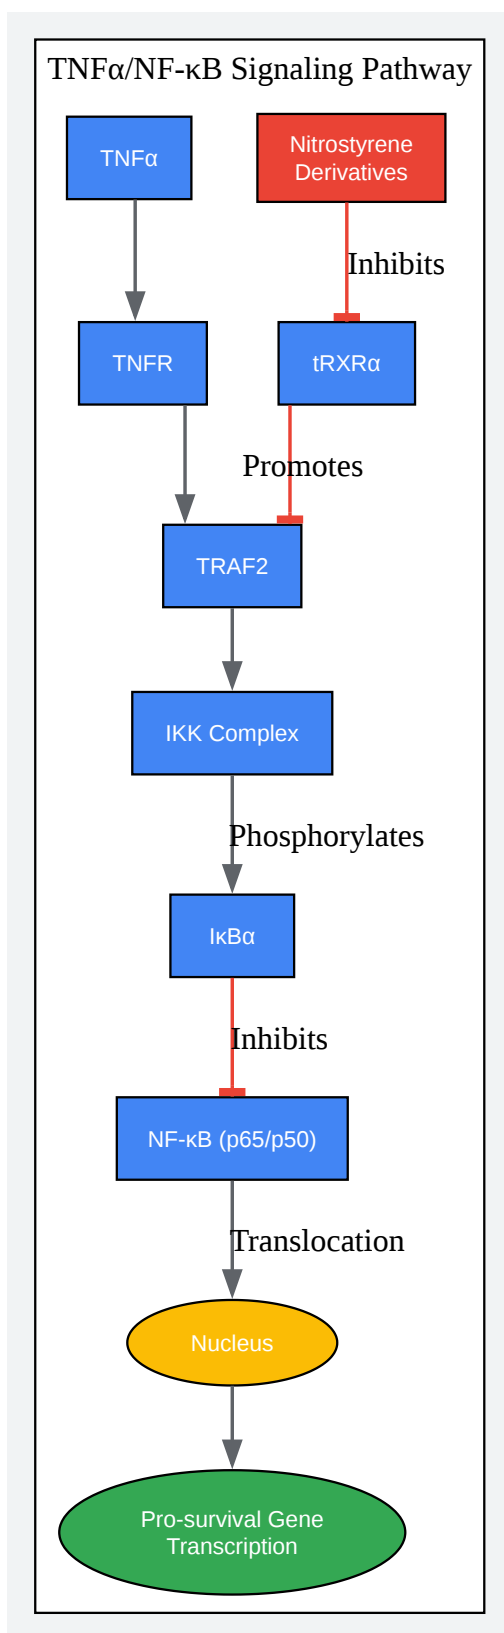 TNFα/NF-κB Signaling Pathway
TNFα
Nitrostyrene
Derivatives
Inhibits
TNFR
tRXRα
Promotes
TRAF2
IKK Complex
Phosphorylates
IκBα
Inhibits
NF-κB (p65/p50)
Translocation
Nucleus
Pro-survival Gene
Transcription